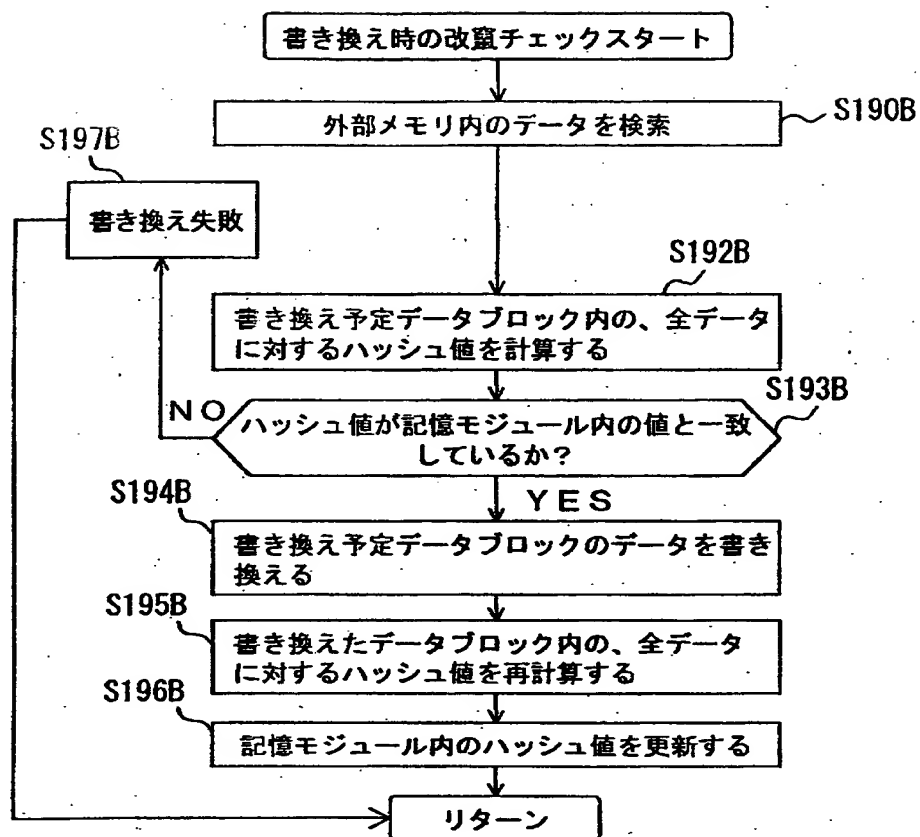 書き換え時の改竄チェックスタート
外部メモリ内のデータを検索
S190B
S197B
書き換え失敗
S192B
書き換え予定データブロック内の、全データ
に対するハッシュ値を計算する
S193B
NO
ハッシュ値が記憶モジュール内の値と一致
しているか?
YES
S194B
書き換え予定データブロックのデータを書き
換える
S195B
書き換えたデータブロック内の、全データ
に対するハッシュ値を再計算する
S196B
記憶モジュール内のハッシュ値を更新する
リターン